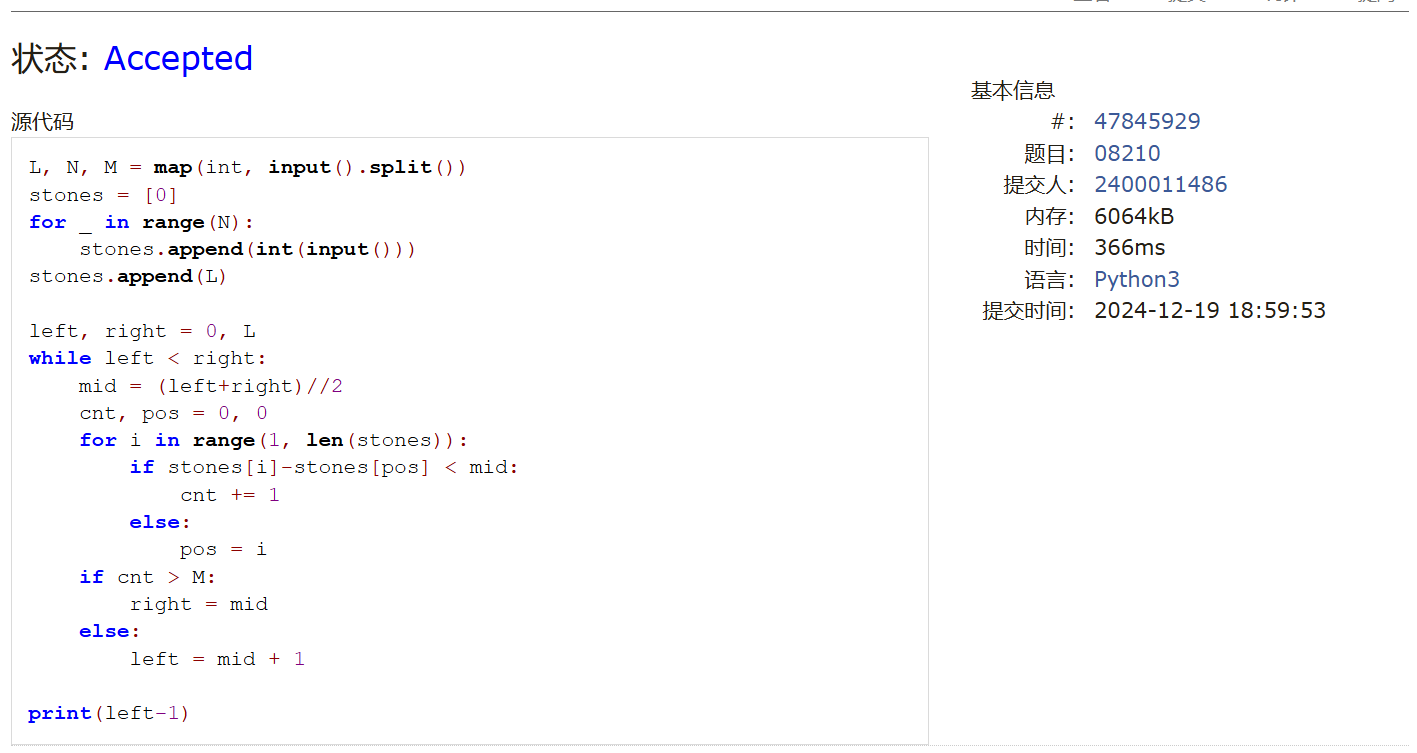 状态: Accepted
源代码
L, N, M = map(int, input().split())
stones = [0]
for _ in range(N):
    stones.append(int(input()))
stones.append(L)

left, right = 0, L
while left < right:
    mid = (left+right)//2
    cnt, pos = 0, 0
    for i in range(1, len(stones)):
        if stones[i]-stones[pos] < mid:
            cnt += 1
        else:
            pos = i
    if cnt > M:
        right = mid
    else:
        left = mid + 1

print(left-1)
基本信息
#: 47845929
题目: 08210
提交人: 2400011486
内存: 6064kB
时间: 366ms
语言: Python3
提交时间: 2024-12-19 18:59:53